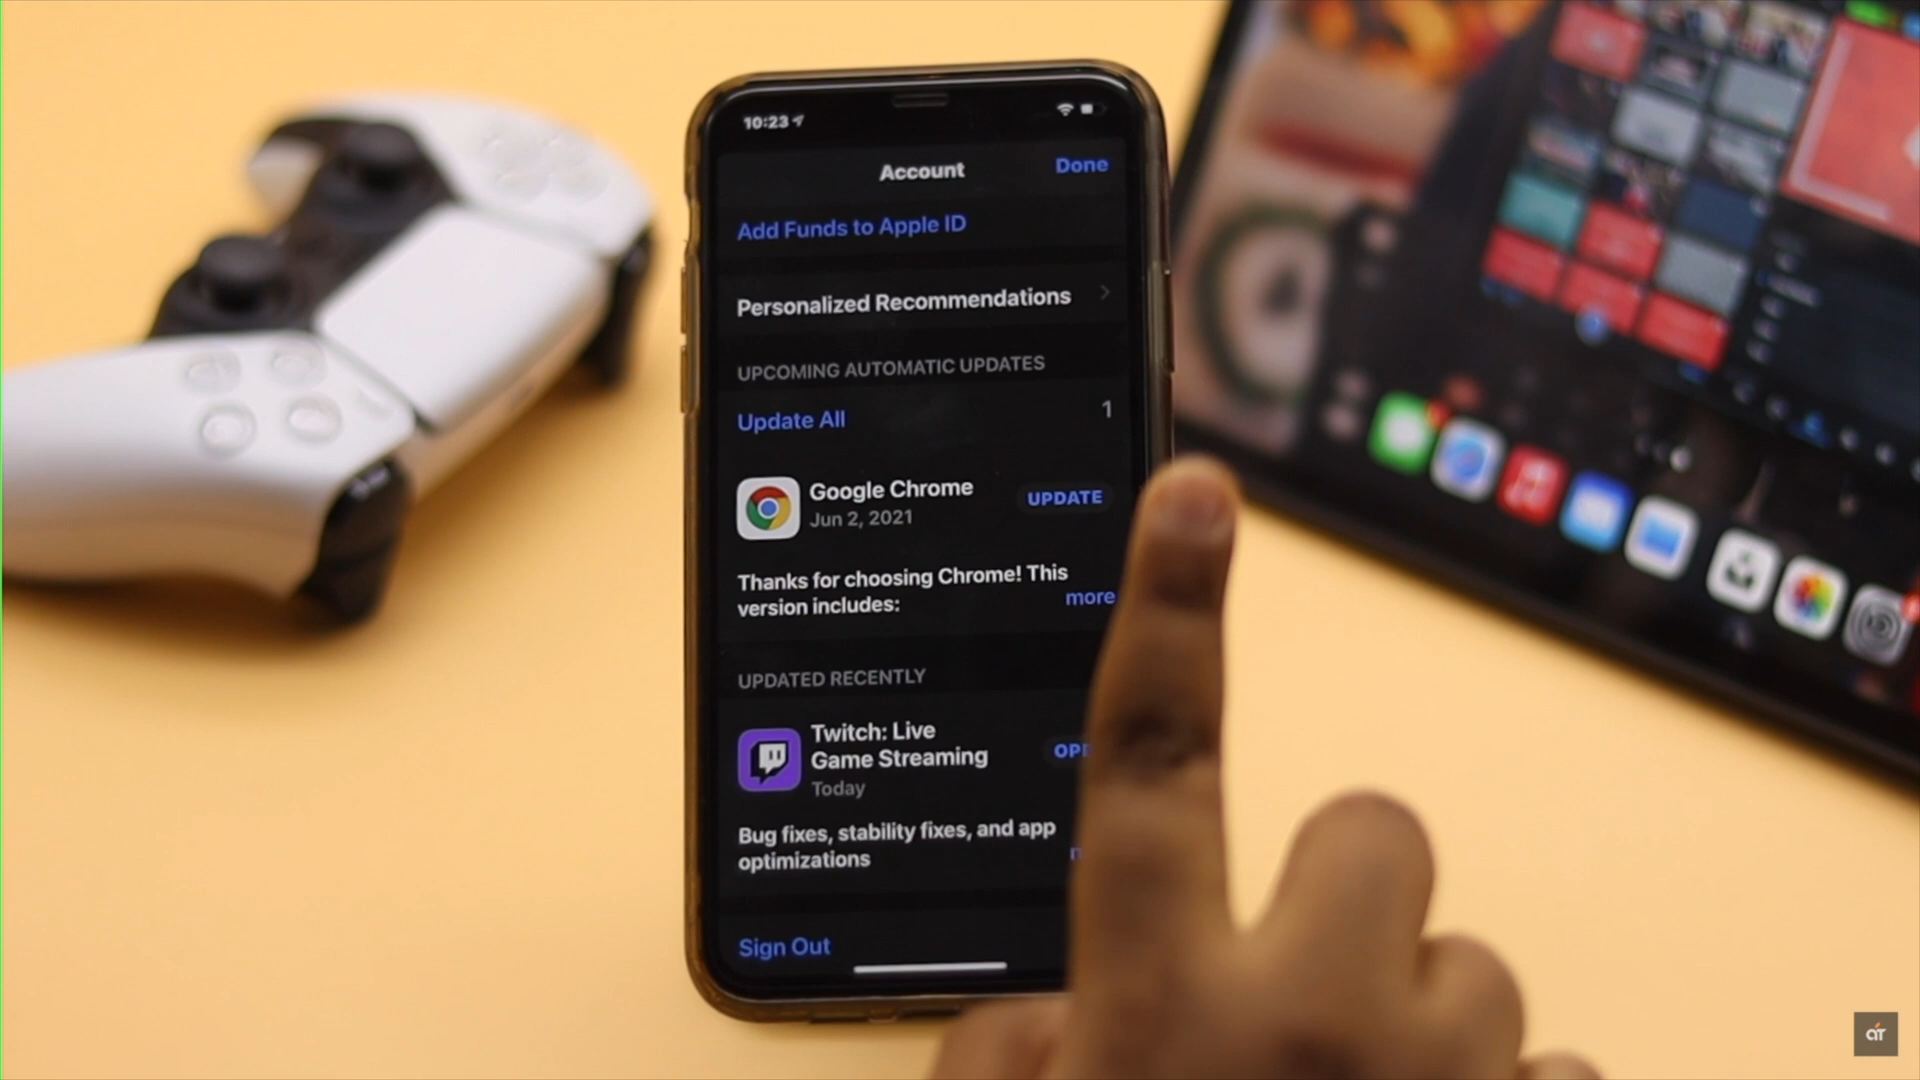 10:23
Account
Done
Add Funds to Apple ID
Personalized Recommendations
UPCOMING AUTOMATIC UPDATES
Update All
1
Google Chrome
Jun 2, 2021
UPDATE
Thanks for choosing Chrome! This
version includes:
more
UPDATED RECENTLY
Twitch: Live
Game Streaming
Today
Bug fixes, stability fixes, and app
optimizations
Sign Out